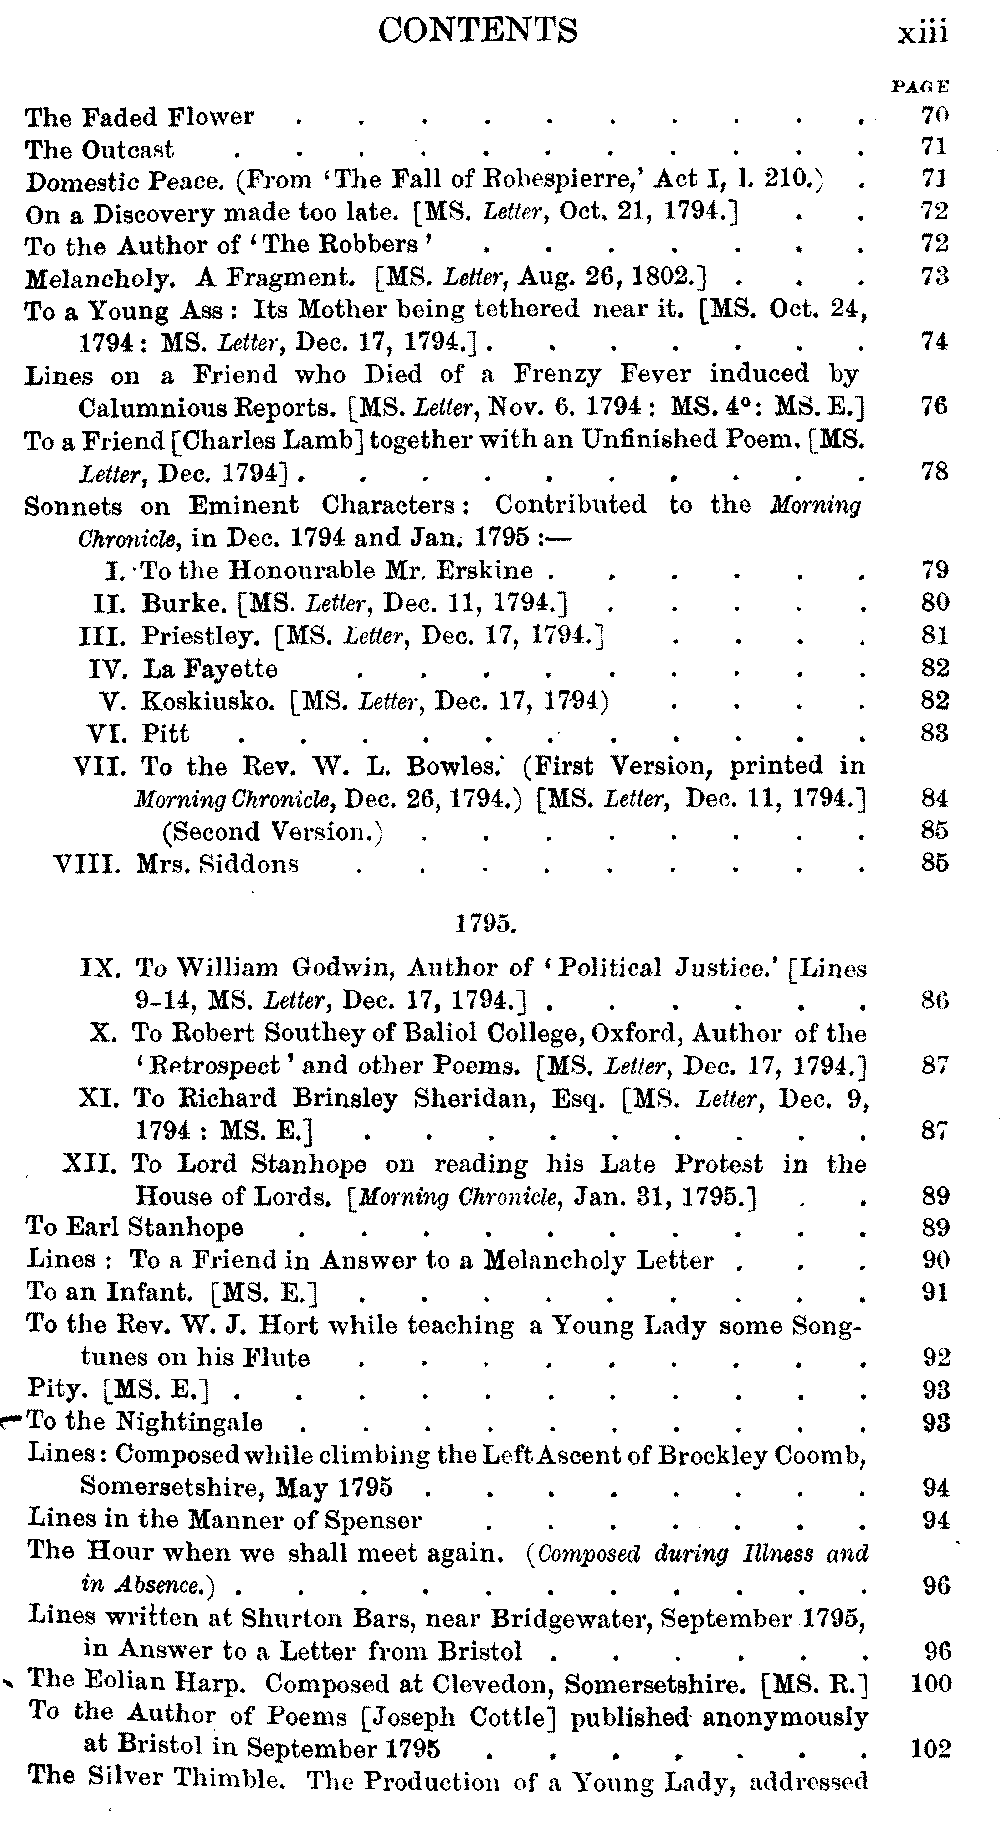 CONTENTS xiii
PAGE
The Faded Flower . . . . . . . . . . 70
The Outcast . . . . . . . . . . . 71
Domestic Peace. (From ‘The Fall of Robespierre,’ Act I, l. 210.) . 71
On a Discovery made too late. [MS. Letter, Oct. 21, 1794.] . . 72
To the Author of ‘The Robbers’ . . . . . . . 72
Melancholy. A Fragment. [MS. Letter, Aug. 26, 1802.] . . . 73
To a Young Ass: Its Mother being tethered near it. [MS. Oct. 24,
1794: MS. Letter, Dec. 17, 1794.] . . . . . . . 74
Lines on a Friend who Died of a Frenzy Fever induced by
Calumnious Reports. [MS. Letter, Nov. 6. 1794: MS. 4º: MS. E.] 76
To a Friend [Charles Lamb] together with an Unfinished Poem. [MS.
Letter, Dec. 1794] . . . . . . . . . . 78
Sonnets on Eminent Characters: Contributed to the Morning
Chronicle, in Dec. 1794 and Jan. 1795 :—
I. To the Honourable Mr. Erskine . . . . . . 79
II. Burke. [MS. Letter, Dec. 11, 1794.] . . . . . 80
III. Priestley. [MS. Letter, Dec. 17, 1794.] . . . . 81
IV. La Fayette . . . . . . . . . 82
V. Koskiusko. [MS. Letter, Dec. 17, 1794) . . . . 82
VI. Pitt . . . . . . . . . . . 83
VII. To the Rev. W. L. Bowles. (First Version, printed in
Morning Chronicle, Dec. 26, 1794.) [MS. Letter, Dec. 11, 1794.] 84
(Second Version.) . . . . . . . . 85
VIII. Mrs. Siddons . . . . . . . . . 85
1795.
IX. To William Godwin, Author of ‘Political Justice.’ [Lines
9–14, MS. Letter, Dec. 17, 1794.] . . . . . . 86
X. To Robert Southey of Baliol College, Oxford, Author of the
‘Retrospect’ and other Poems. [MS. Letter, Dec. 17, 1794.] 87
XI. To Richard Brinsley Sheridan, Esq. [MS. Letter, Dec. 9,
1794: MS. E.] . . . . . . . . . 87
XII. To Lord Stanhope on reading his Late Protest in the
House of Lords. [Morning Chronicle, Jan. 31, 1795.] . . 89
To Earl Stanhope . . . . . . . . . . 89
Lines: To a Friend in Answer to a Melancholy Letter . . . 90
To an Infant. [MS. E.] . . . . . . . . . 91
To the Rev. W. J. Hort while teaching a Young Lady some Song-
tunes on his Flute . . . . . . . . . 92
Pity. [MS. E.] . . . . . . . . . . . 93
To the Nightingale . . . . . . . . . . 93
Lines: Composed while climbing the Left Ascent of Brockley Coomb,
Somersetshire, May 1795 . . . . . . . . 94
Lines in the Manner of Spenser . . . . . . . 94
The Hour when we shall meet again. (Composed during Illness and
in Absence.) . . . . . . . . . . . 96
Lines written at Shurton Bars, near Bridgewater, September 1795,
in Answer to a Letter from Bristol . . . . . . 96
The Eolian Harp. Composed at Clevedon, Somersetshire. [MS. R.] 100
To the Author of Poems [Joseph Cottle] published anonymously
at Bristol in September 1795 . . . . . . . 102
The Silver Thimble. The Production of a Young Lady, addressed